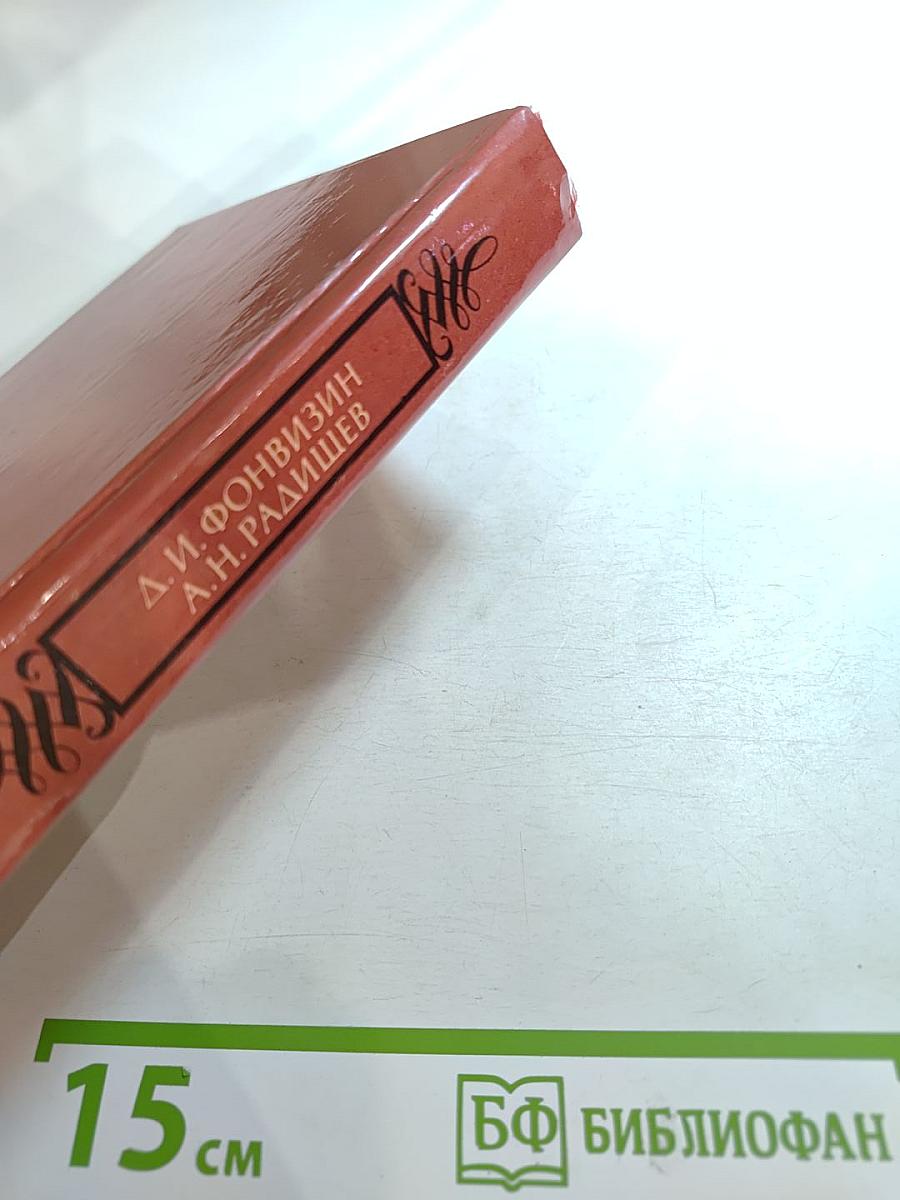 Д. И. ФОНВИЗИН
А. Н. РАДИЩЕВ
15 см
БФ БИБЛИОФАН